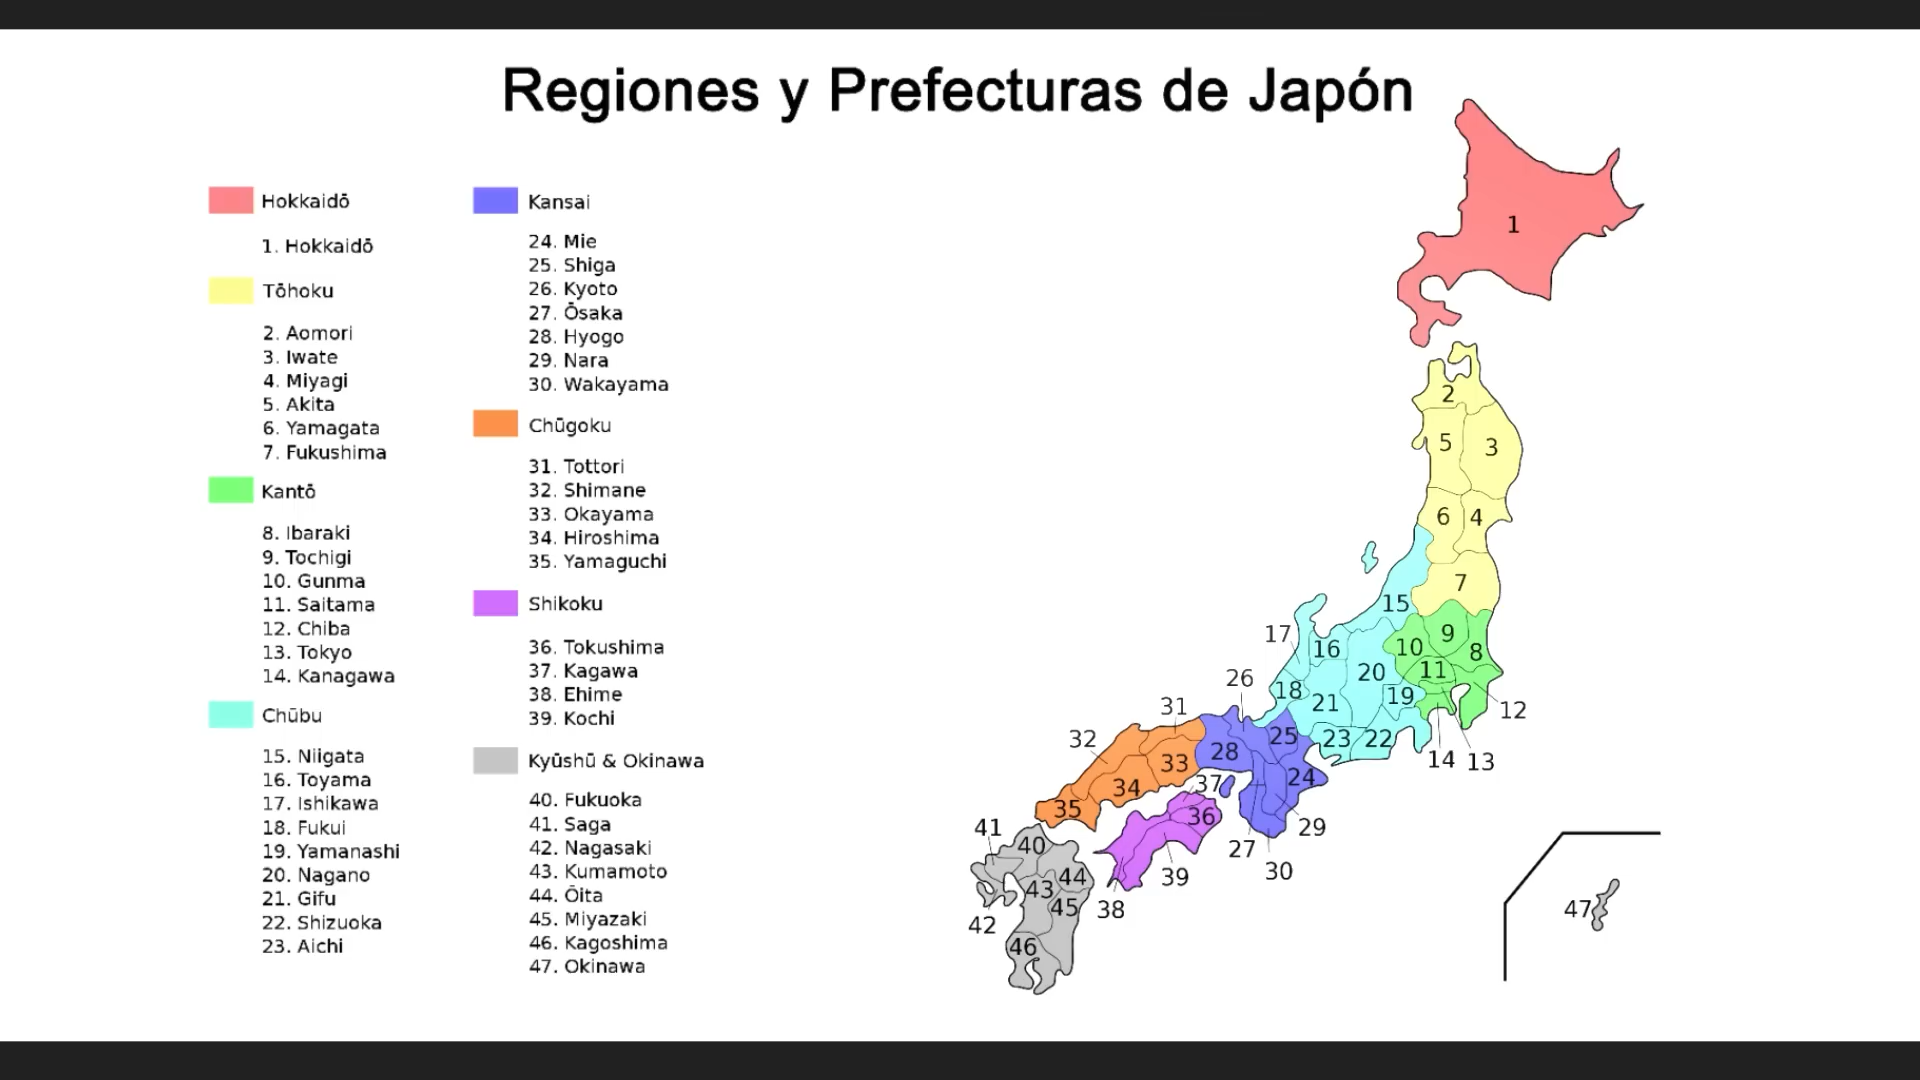 Regiones y Prefecturas de Japón
Hokkaidō
1. Hokkaidō
Tōhoku
2. Aomori
3. Iwate
4. Miyagi
5. Akita
6. Yamagata
7. Fukushima
Kantō
8. Ibaraki
9. Tochigi
10. Gunma
11. Saitama
12. Chiba
13. Tokyo
14. Kanagawa
Chūbu
15. Niigata
16. Toyama
17. Ishikawa
18. Fukui
19. Yamanashi
20. Nagano
21. Gifu
22. Shizuoka
23. Aichi
Kansai
24. Mie
25. Shiga
26. Kyoto
27. Ōsaka
28. Hyogo
29. Nara
30. Wakayama
Chūgoku
31. Tottori
32. Shimane
33. Okayama
34. Hiroshima
35. Yamaguchi
Shikoku
36. Tokushima
37. Kagawa
38. Ehime
39. Kochi
Kyūshū & Okinawa
40. Fukuoka
41. Saga
42. Nagasaki
43. Kumamoto
44. Ōita
45. Miyazaki
46. Kagoshima
47. Okinawa
1
2
5
3
6
4
7
15
17
16
10
9
8
20
11
26
18
21
19
12
31
32
28
25
23
22
14
13
33
24
37
34
35
36
41
40
27
29
39
30
44
43
45
38
42
46
47